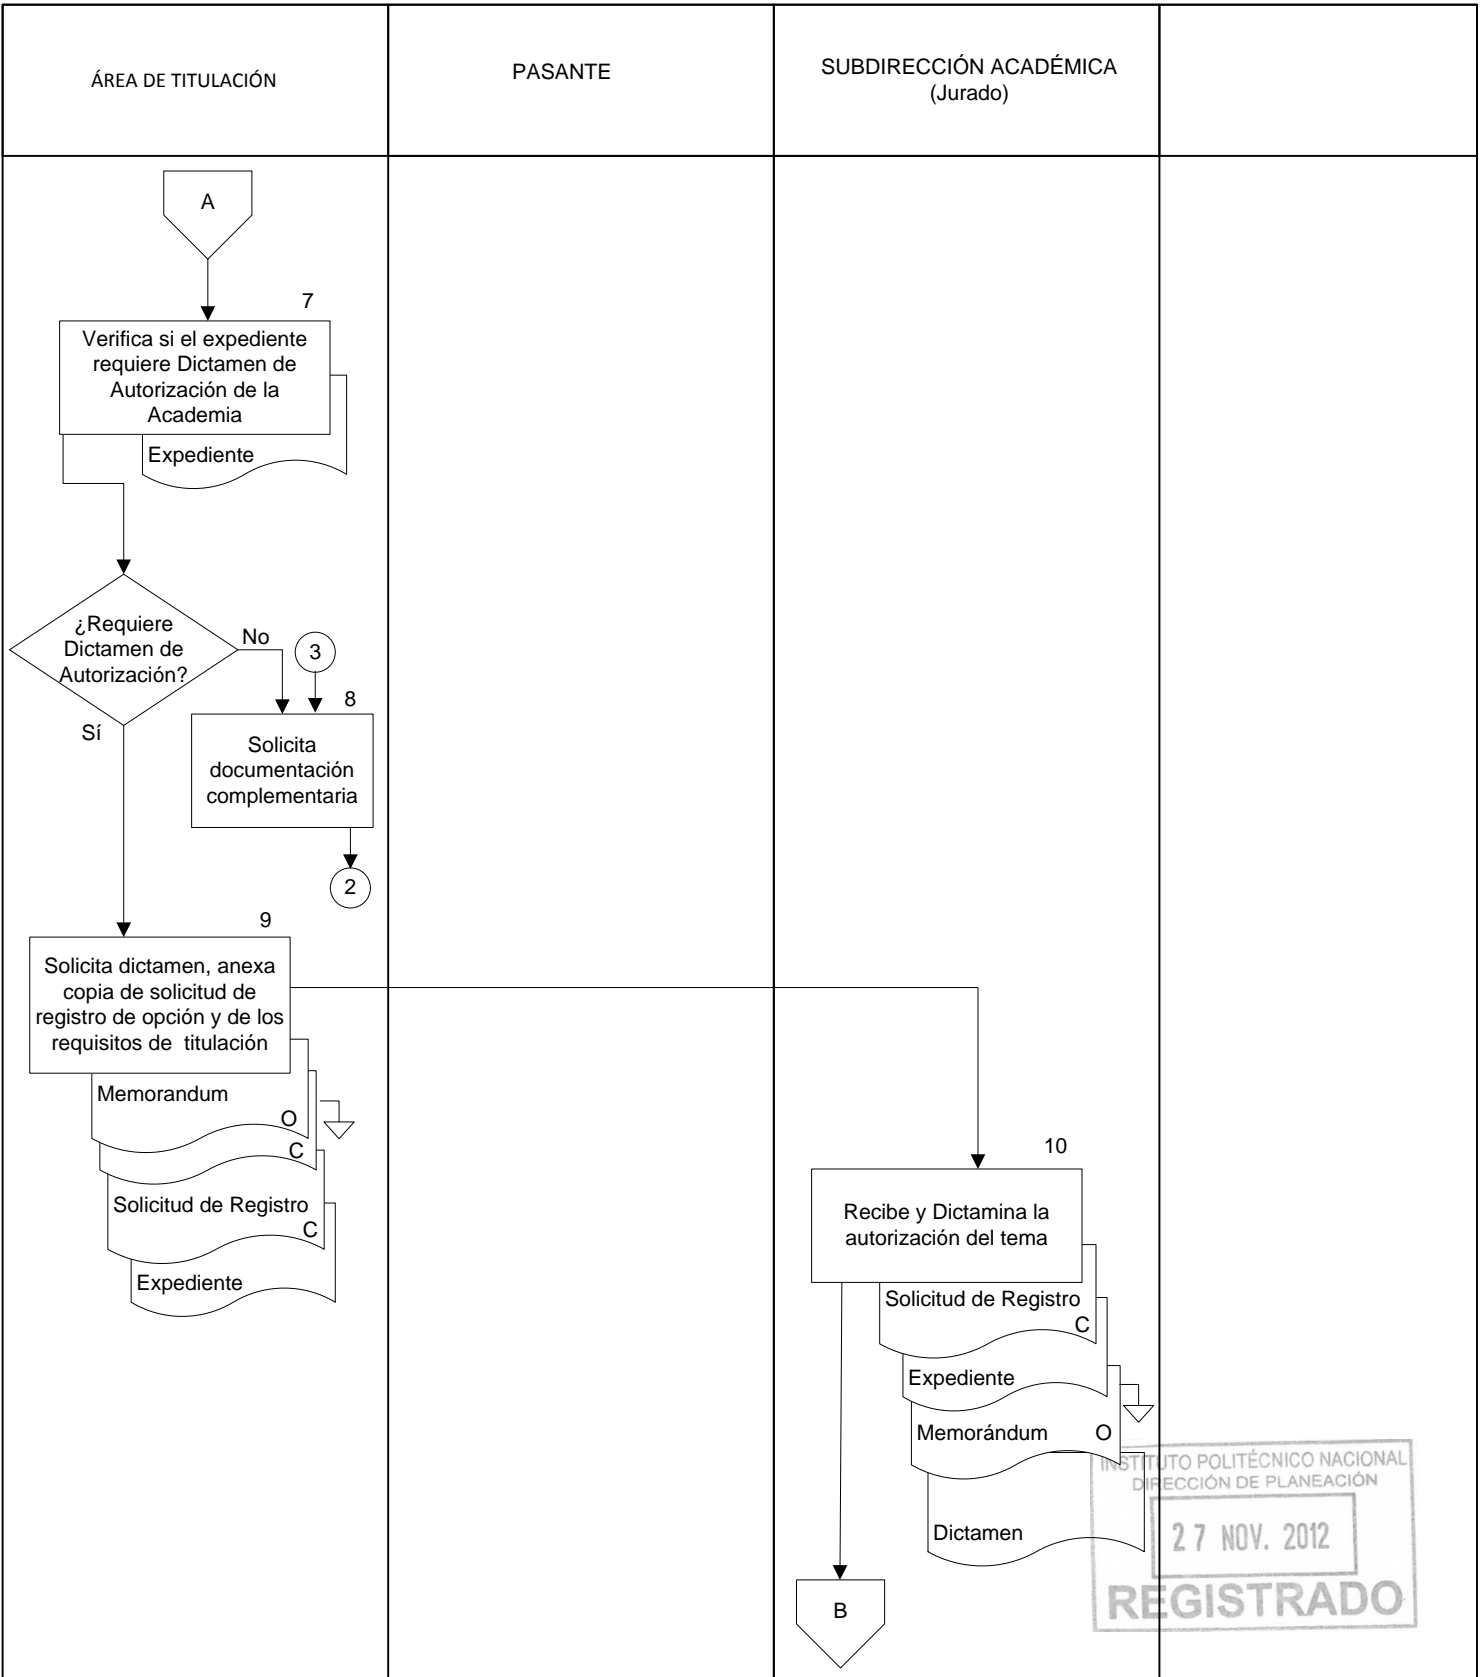 ÁREA DE TITULACIÓN
PASANTE
SUBDIRECCIÓN ACADÉMICA
(Jurado)
A
7
Verifica si el expediente
requiere Dictamen de
Autorización de la
Academia
Expediente
¿Requiere
Dictamen de
Autorización?
No
Sí
3
8
Solicita
documentación
complementaria
2
9
Solicita dictamen, anexa
copia de solicitud de
registro de opción y de los
requisitos de titulación
Memorandum
O
C
Solicitud de Registro
C
Expediente
10
Recibe y Dictamina la
autorización del tema
Solicitud de Registro
C
Expediente
Memorándum O
Dictamen
B
INSTITUTO POLITÉCNICO NACIONAL
DIRECCIÓN DE PLANEACIÓN
27 NOV. 2012
REGISTRADO